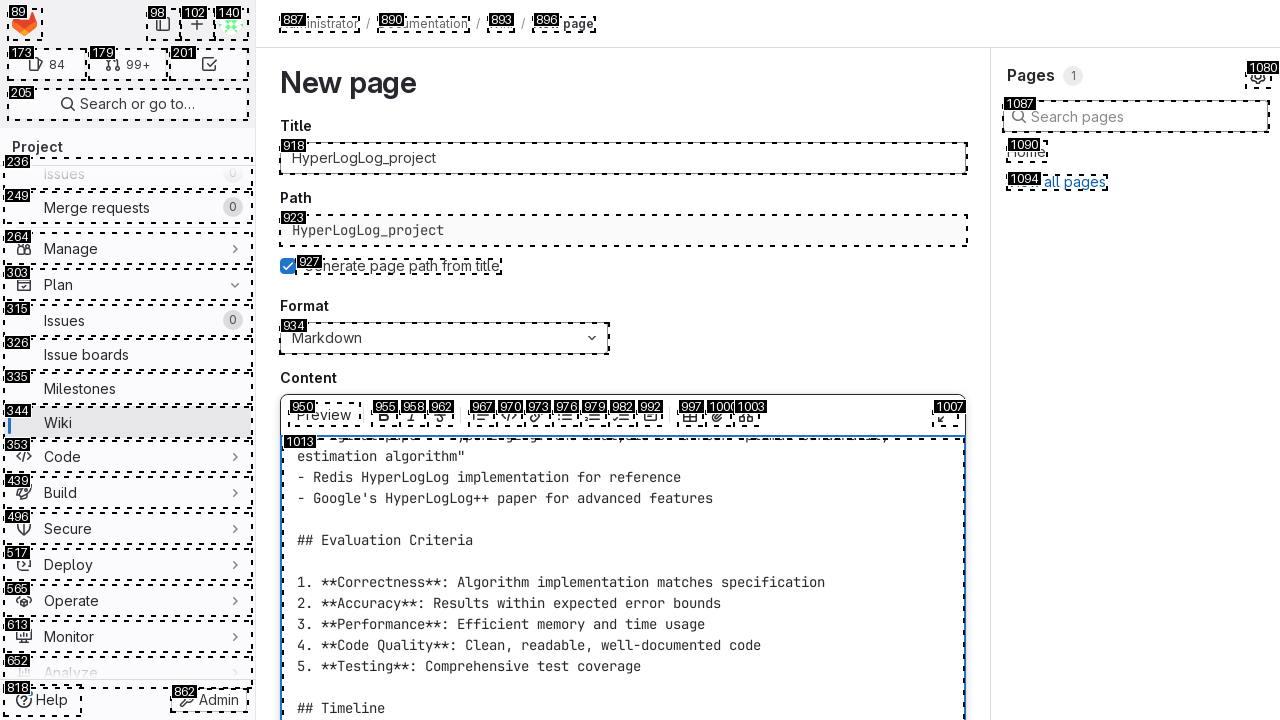 89
98
102
140
173
84
179
99+
201
205
Search or go to…
Project
236
Issues
0
249
Merge requests
0
264
Manage
303
Plan
315
Issues
0
326
Issue boards
335
Milestones
344
Wiki
353
Code
439
Build
496
Secure
517
Deploy
565
Operate
613
Monitor
652
Analyze
818
Help
862
Admin
887
/
890
/
893
/
896
page
New page
Title
918
HyperLogLog_project
Path
923
HyperLogLog_project
927
Generate page path from title
Format
934
Markdown
Content
950
Preview
955
958
962
967
970
973
976
979
982
992
997
1000
1003
1007
1013
estimation algorithm"
- Redis HyperLogLog implementation for reference
- Google's HyperLogLog++ paper for advanced features
## Evaluation Criteria
1. **Correctness**: Algorithm implementation matches specification
2. **Accuracy**: Results within expected error bounds
3. **Performance**: Efficient memory and time usage
4. **Code Quality**: Clean, readable, well-documented code
5. **Testing**: Comprehensive test coverage
## Timeline
Pages
1
1080
1087
Search pages
1090
Home
1094
View all pages